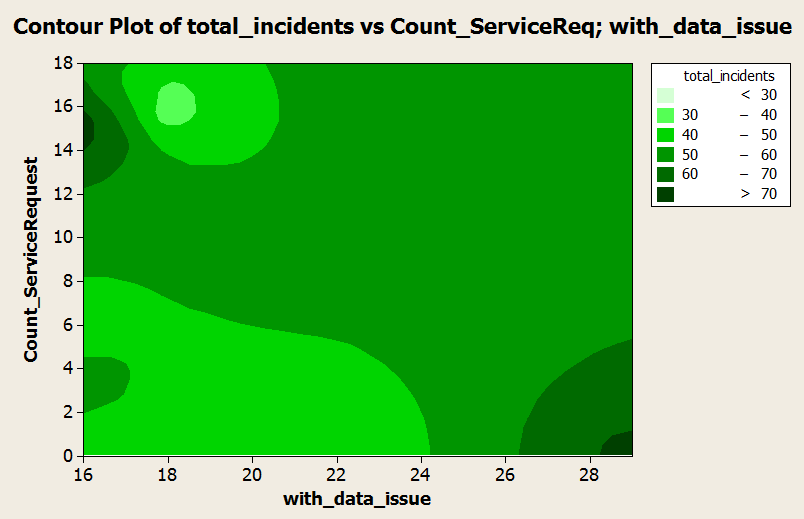 Contour Plot of total_incidents vs Count_ServiceReq; with_data_issue
total_incidents
< 30
30 – 40
40 – 50
50 – 60
60 – 70
> 70
Count_ServiceRequest
18
16
14
12
10
8
6
4
2
0
16 18 20 22 24 26 28
with_data_issue